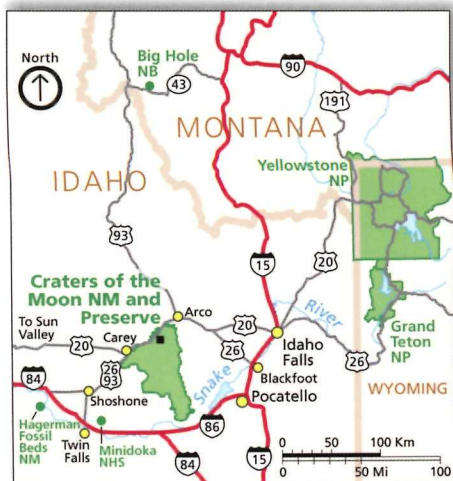 North
Big Hole
NB
43
90
191
MONTANA
Yellowstone
NP
IDAHO
93
15
20
Craters of the
Moon NM and
Preserve
Arco
River
To Sun
Valley
20
Carey
20
26
Idaho
Falls
26
Grand
Teton
NP
26
93
84
Snake
Blackfoot
WYOMING
Shoshone
Pocatello
Hagerman
Fossil
Beds
NM
Twin
Falls
Minidoka
NHS
86
84
15
0 50 100 Km
0 50 Mi 100